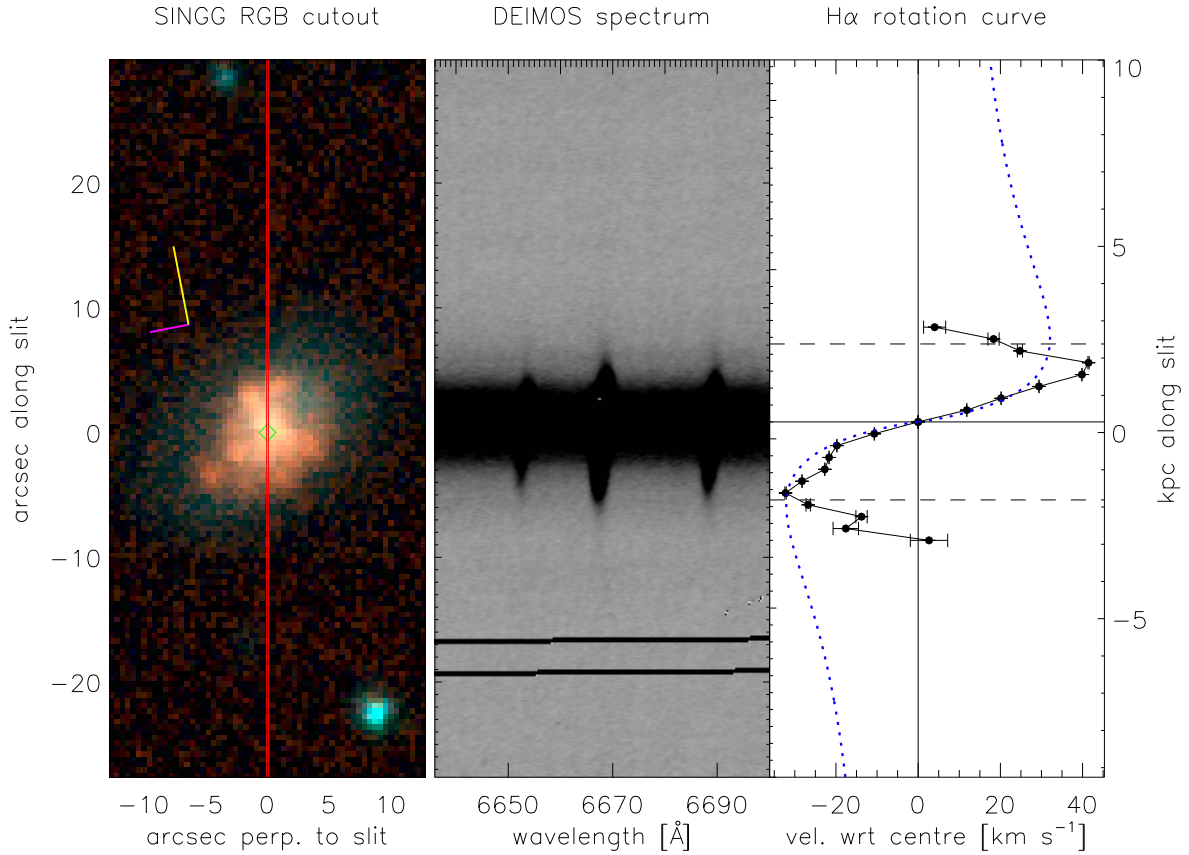 SINGG RGB cutout
DEIMOS spectrum
Hα rotation curve
arcsec along slit
20
10
0
−10
−20
−10 −5 0 5 10
arcsec perp. to slit
6650 6670 6690
wavelength [Å]
−20 0 20 40
vel. wrt centre [km s⁻¹]
10
5
0
−5
kpc along slit